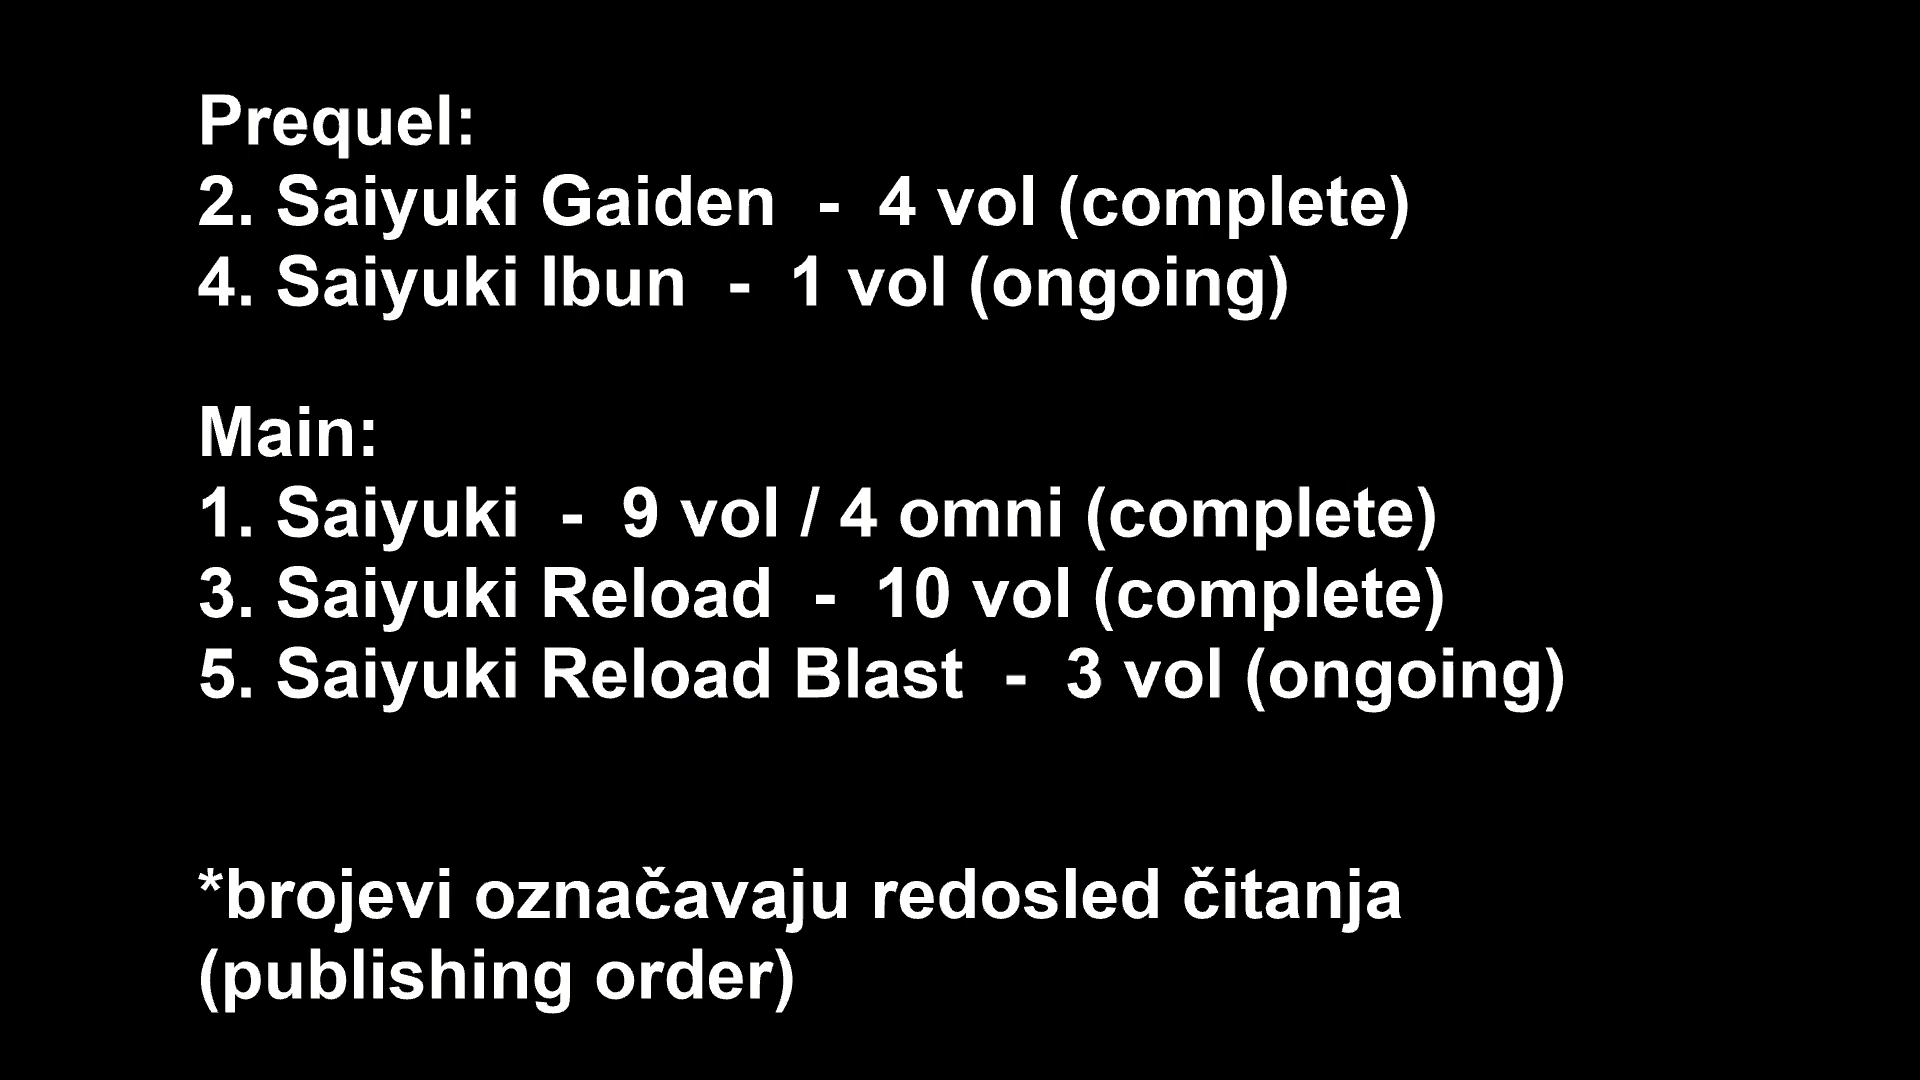 Prequel:
2. Saiyuki Gaiden  -  4 vol (complete)
4. Saiyuki Ibun  -  1 vol (ongoing)
Main:
1. Saiyuki  -  9 vol / 4 omni (complete)
3. Saiyuki Reload  -  10 vol (complete)
5. Saiyuki Reload Blast  -  3 vol (ongoing)
*brojevi označavaju redosled čitanja
(publishing order)